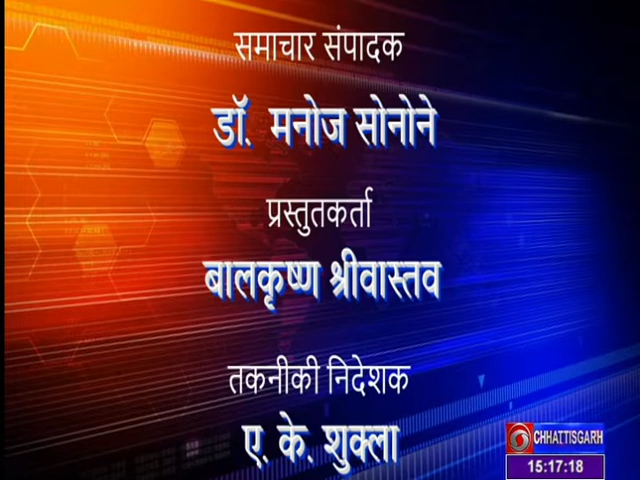 समाचार संपादक
डॉ. मनोज सोनोने
प्रस्तुतकर्ता
बालकृष्ण श्रीवास्तव
तकनीकी निदेशक
ए. के. शुक्ला
CHHATTISGARH
15:17:18